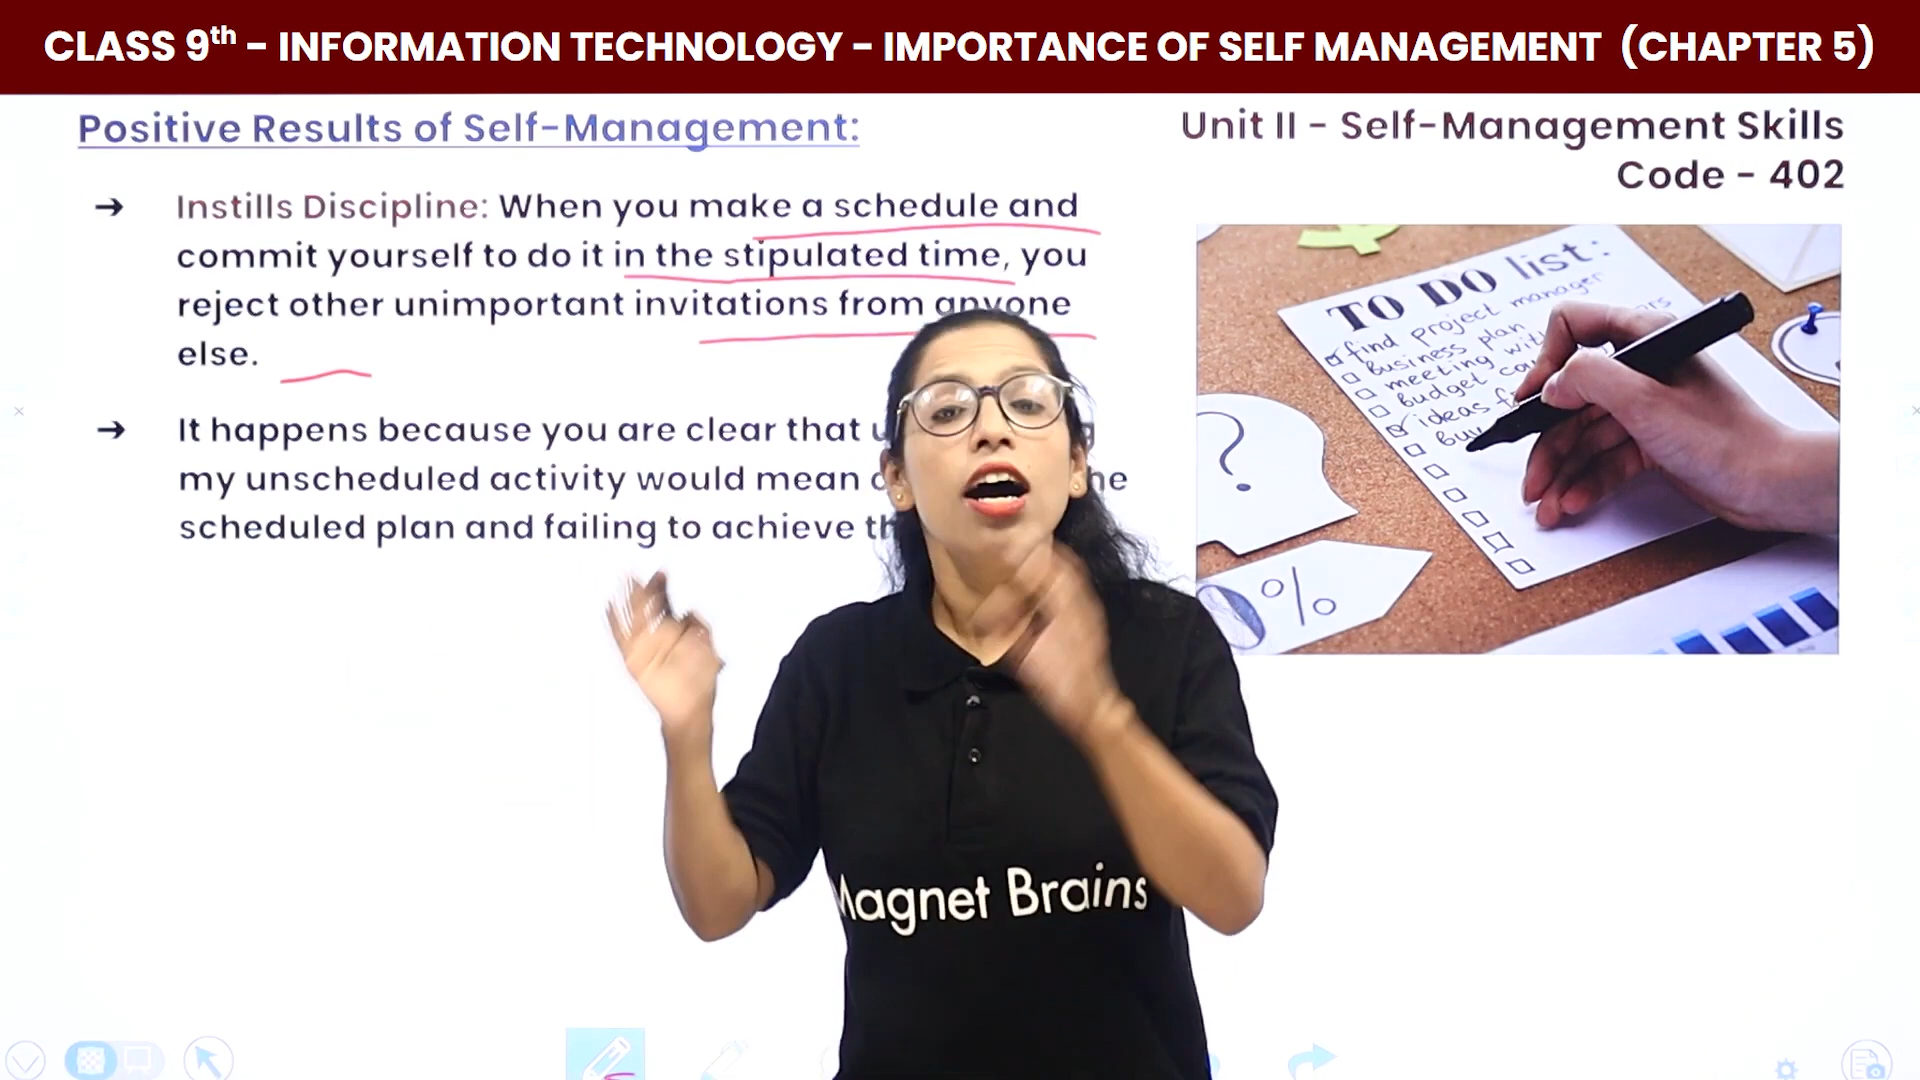 CLASS 9th – INFORMATION TECHNOLOGY – IMPORTANCE OF SELF MANAGEMENT (CHAPTER 5)
Positive Results of Self-Management:
Unit II - Self-Management Skills
Code - 402
➔ Instills Discipline: When you make a schedule and
commit yourself to do it in the stipulated time, you
reject other unimportant invitations from anyone
else.
➔ It happens because you are clear that
my unscheduled activity would mean
scheduled plan and failing to achieve
TO DO list:
find project manager
business plan
meeting
budget
ideas
?
%
Magnet Brains